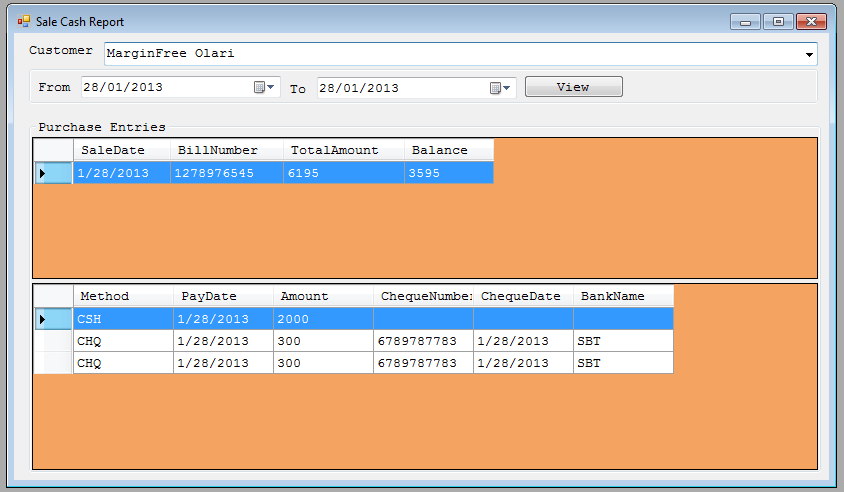 Sale Cash Report
Customer MarginFree Olari
From 28/01/2013 To 28/01/2013 View
Purchase Entries
SaleDate BillNumber TotalAmount Balance
1/28/2013 1278976545 6195 3595
Method PayDate Amount ChequeNumbe ChequeDate BankName
CSH 1/28/2013 2000
CHQ 1/28/2013 300 6789787783 1/28/2013 SBT
CHQ 1/28/2013 300 6789787783 1/28/2013 SBT